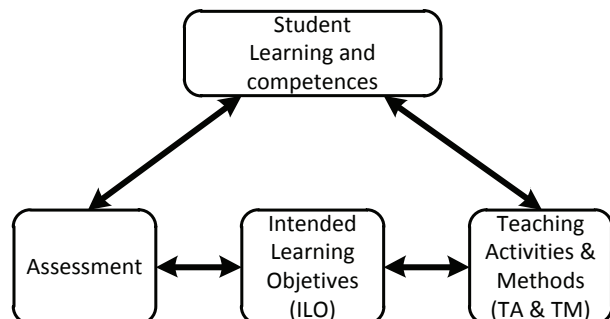 Student
Learning and
competences
Assessment
Intended
Learning
Objetives
(ILO)
Teaching
Activities &
Methods
(TA & TM)